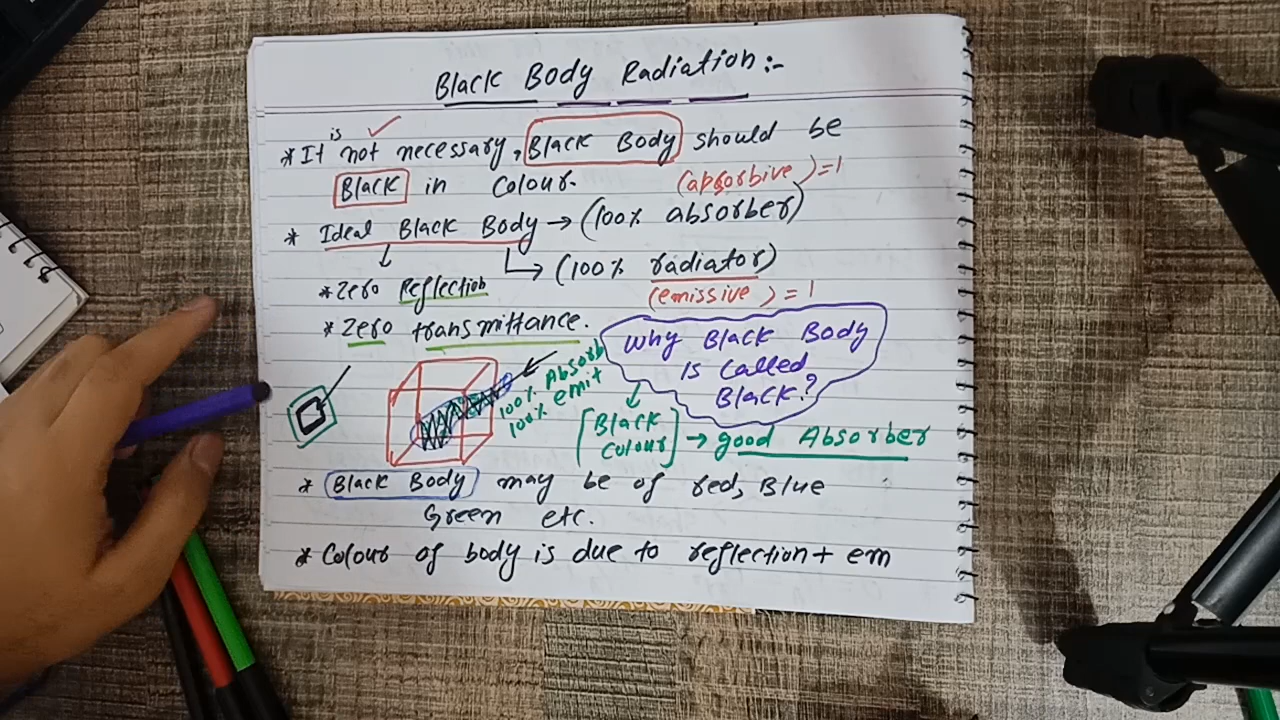 Black Body Radiation :-
* It is not necessary, Black Body should be
Black in colour.
(absorbive) = 1
* Ideal Black Body → (100% absorber)
→ (100% radiator)
(emissive) = 1
* Zero Reflection
* Zero transmittance.
100% Absorb
100% emit
Why Black Body
is called
Black?
[Black Colour] → good Absorber
* Black Body may be of red, Blue
Green etc.
* Colour of body is due to reflection + em